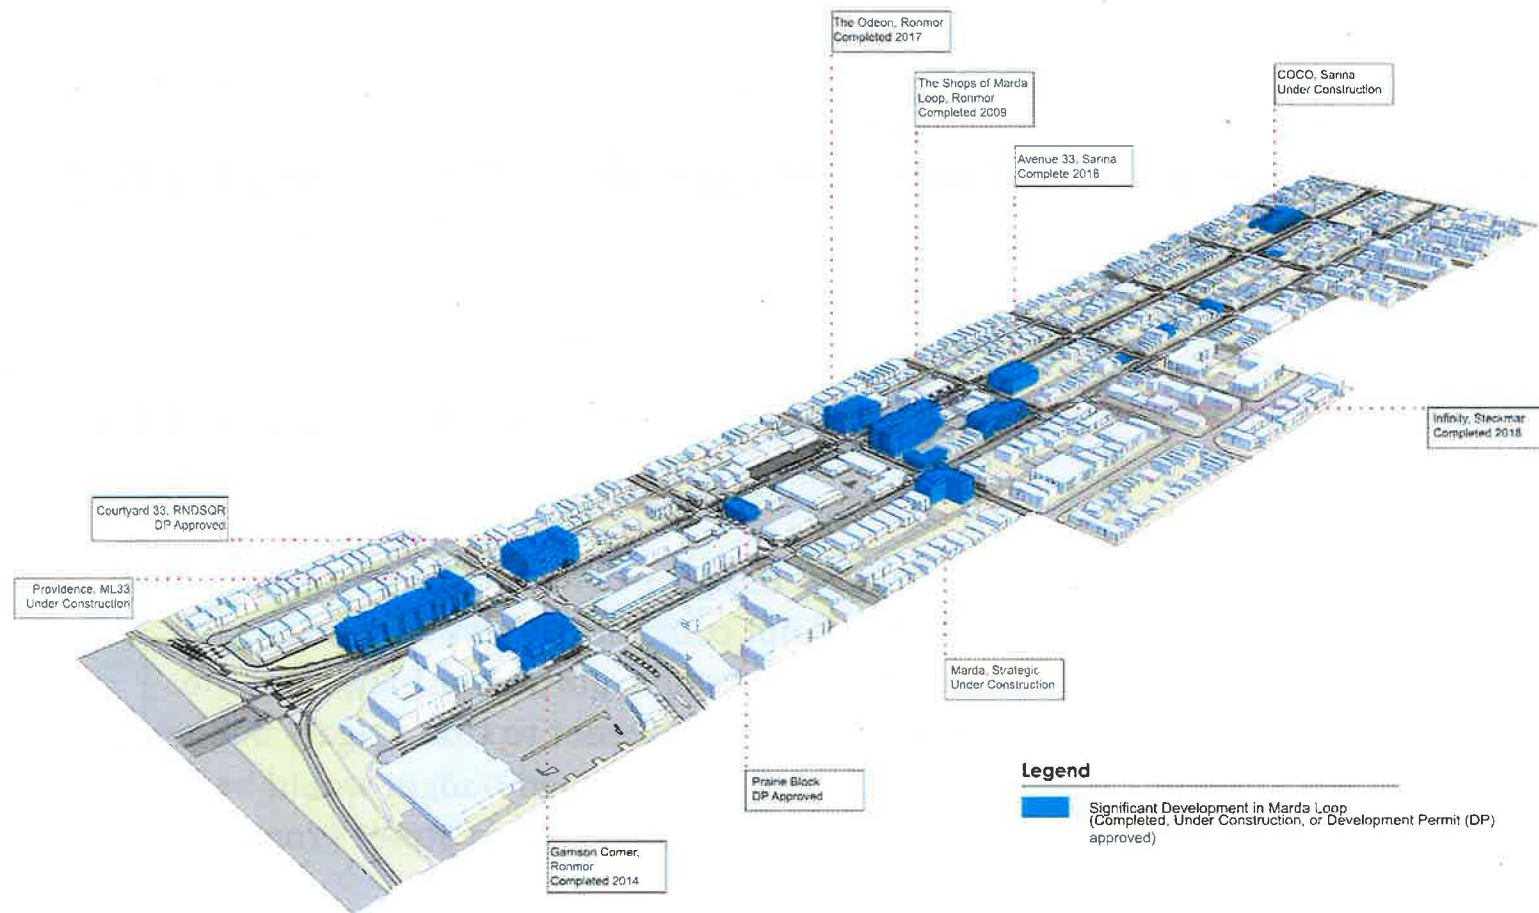 The Odeon, Ronmor
Completed 2017
The Shops of Marda
Loop, Ronmor
Completed 2009
COCO, Sarina
Under Construction
Avenue 33, Sarina
Complete 2018
Infinity, Steckmar
Completed 2018
Courtyard 33, RNDSQR
DP Approved
Providence, ML33
Under Construction
Marda, Strategic
Under Construction
Prairie Block
DP Approved
Garrison Corner,
Ronmor
Completed 2014
Legend
Significant Development in Marda Loop
(Completed, Under Construction, or Development Permit (DP)
approved)